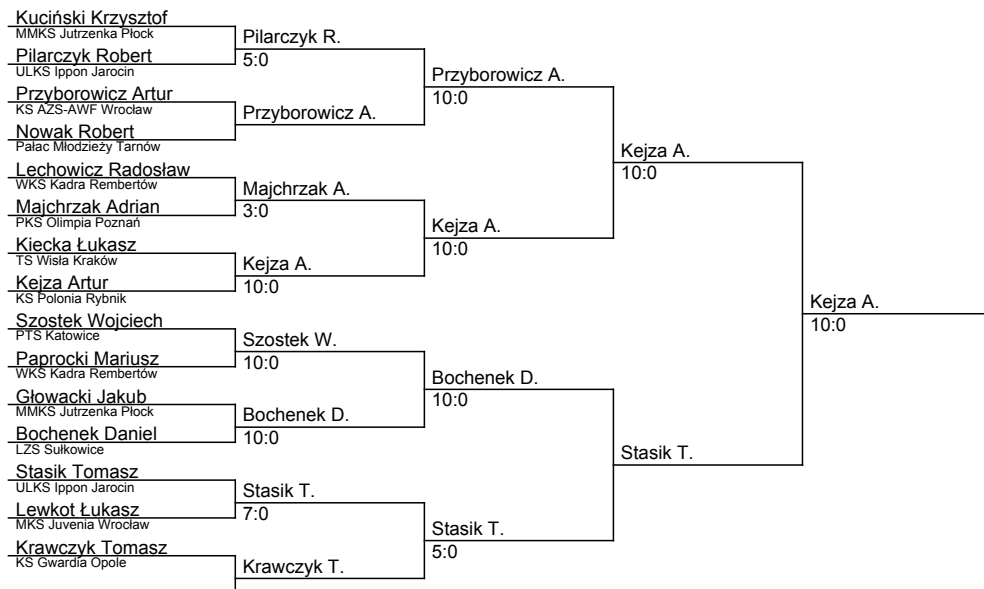 Kuciński Krzysztof
MMKS Jutrzenka Płock
Pilarczyk Robert
ULKS Ippon Jarocin
Przyborowicz Artur
KS AZS-AWF Wrocław
Nowak Robert
Pałac Młodzieży Tarnów
Lechowicz Radosław
WKS Kadra Rembertów
Majchrzak Adrian
PKS Olimpia Poznań
Kiecka Łukasz
TS Wisła Kraków
Kejza Artur
KS Polonia Rybnik
Szostek Wojciech
PTS Katowice
Paprocki Mariusz
WKS Kadra Rembertów
Głowacki Jakub
MMKS Jutrzenka Płock
Bochenek Daniel
LZS Sułkowice
Stasik Tomasz
ULKS Ippon Jarocin
Lewkot Łukasz
MKS Juvenia Wrocław
Krawczyk Tomasz
KS Gwardia Opole
Pilarczyk R.
5:0
Przyborowicz A.
Majchrzak A.
3:0
Kejza A.
10:0
Szostek W.
10:0
Bochenek D.
10:0
Stasik T.
7:0
Krawczyk T.
Przyborowicz A.
10:0
Kejza A.
10:0
Bochenek D.
10:0
Stasik T.
5:0
Kejza A.
10:0
Stasik T.
Kejza A.
10:0